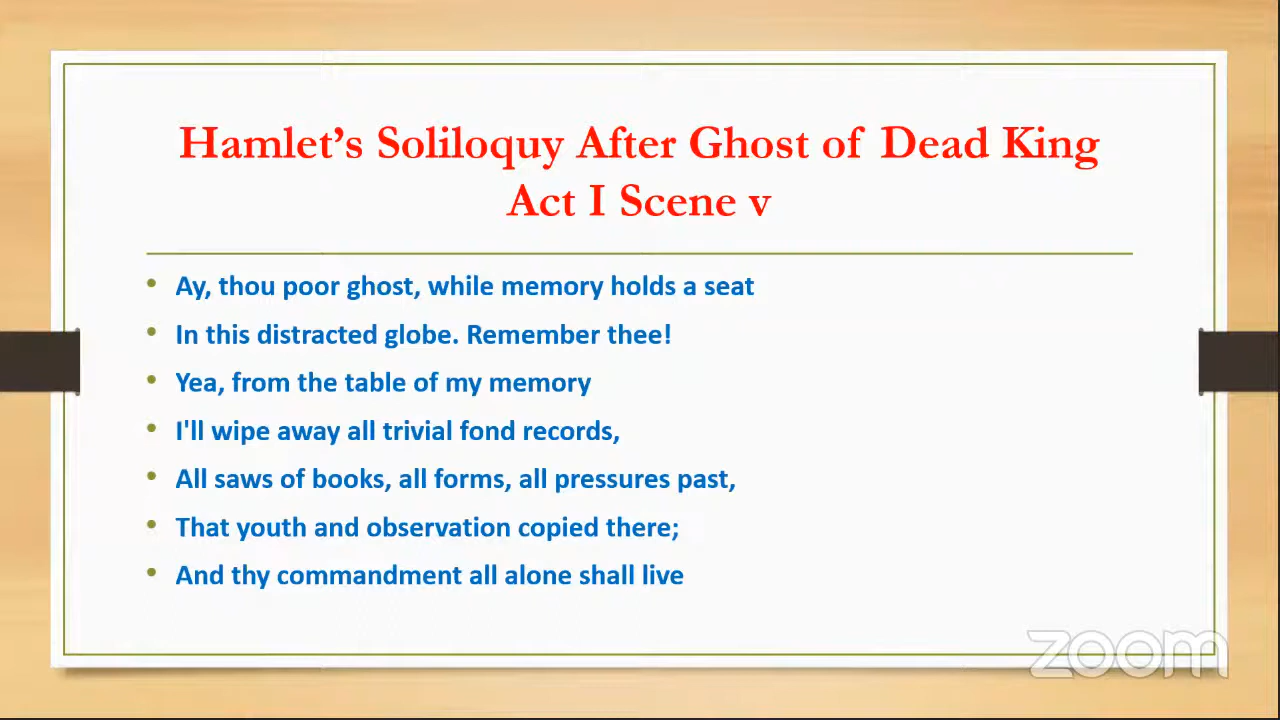 Hamlet’s Soliloquy After Ghost of Dead King
Act I Scene v
• Ay, thou poor ghost, while memory holds a seat
• In this distracted globe. Remember thee!
• Yea, from the table of my memory
• I'll wipe away all trivial fond records,
• All saws of books, all forms, all pressures past,
• That youth and observation copied there;
• And thy commandment all alone shall live
zoom